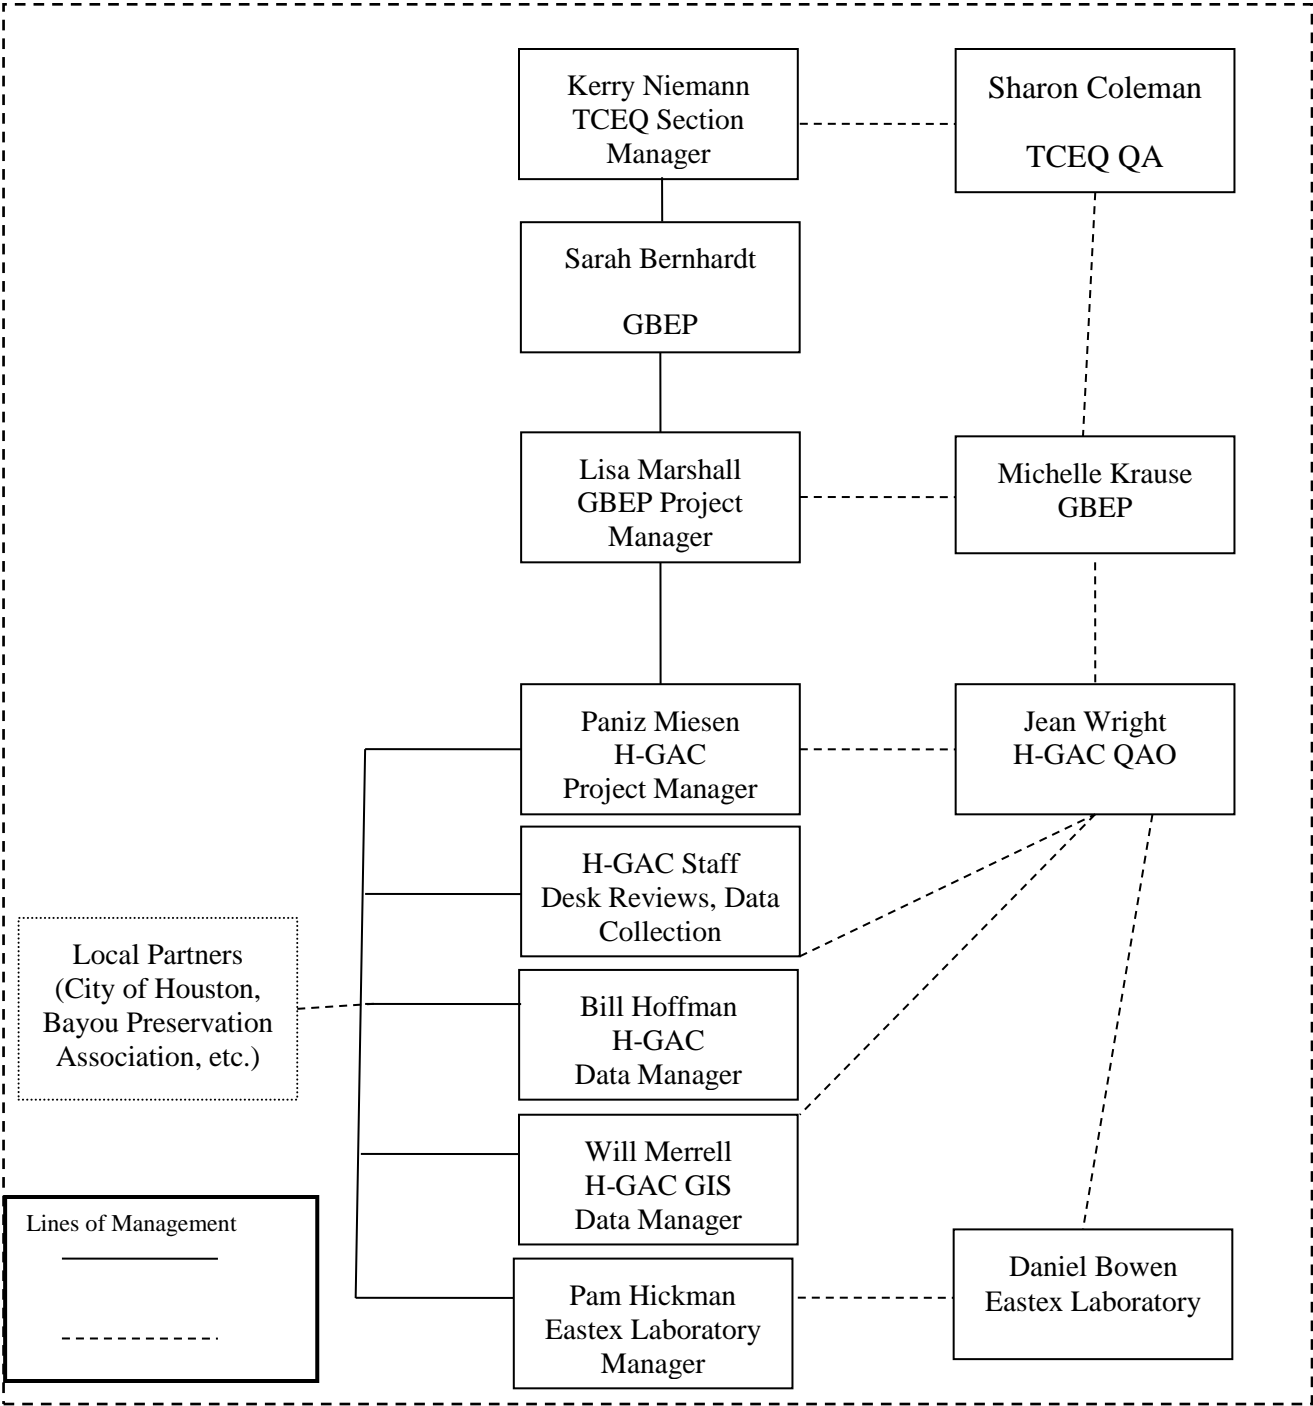 Kerry Niemann
TCEQ Section
Manager
Sharon Coleman
TCEQ QA
Sarah Bernhardt
GBEP
Lisa Marshall
GBEP Project
Manager
Michelle Krause
GBEP
Paniz Miesen
H-GAC
Project Manager
Jean Wright
H-GAC QAO
H-GAC Staff
Desk Reviews, Data
Collection
Local Partners
(City of Houston,
Bayou Preservation
Association, etc.)
Bill Hoffman
H-GAC
Data Manager
Will Merrell
H-GAC GIS
Data Manager
Lines of Management
Pam Hickman
Eastex Laboratory
Manager
Daniel Bowen
Eastex Laboratory